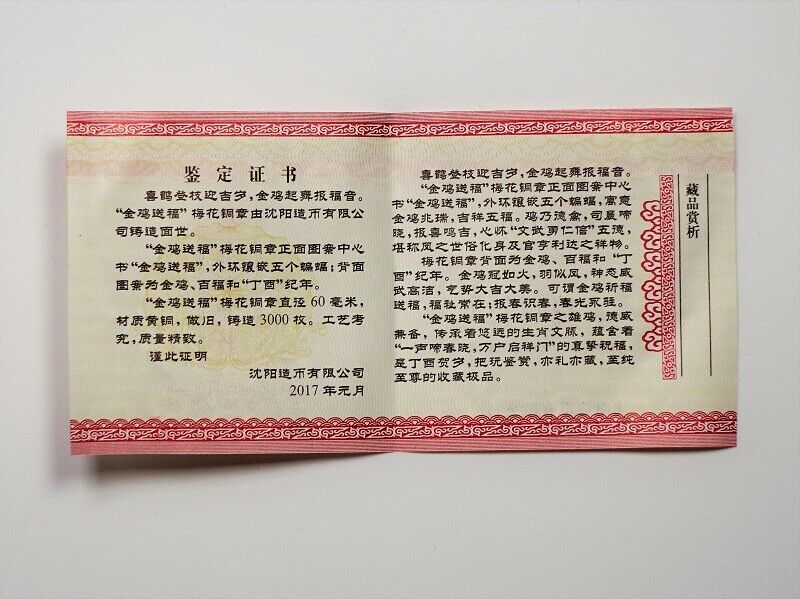 鉴定证书
喜鹊登枝迎吉岁，金鸡起舞报福音。
“金鸡送福”梅花铜章由沈阳造币有限公
司铸造面世。
“金鸡送福”梅花铜章正面图案中心
书“金鸡送福”，外环镶嵌五个蝙蝠；背面
图案为金鸡、百福和“丁酉”纪年。
“金鸡送福”梅花铜章直径 60 毫米，
材质黄铜，做旧，铸造 3000 枚。工艺考
究，质量精致。
谨此证明
沈阳造币有限公司
2017 年元月
喜鹊登枝迎吉岁，金鸡起舞报福音。
“金鸡送福”梅花铜章正面图案中心
书“金鸡送福”，外环镶嵌五个蝙蝠，寓意
金鸡兆瑞，吉祥五福。鸡乃德禽，司晨啼
晓，报喜鸣吉，心怀“文武勇仁信”五德，
堪称凤之世俗化身及官亨利达之祥物。
梅花铜章背面为金鸡、百福和“丁
酉”纪年。金鸡冠如火，羽似凤，神态威
武高洁，气势大吉大美。可谓金鸡祈福
送福，福祉常在；报春识春，春光永驻。
“金鸡送福”梅花铜章之雄鸡，德威
兼备，传承着悠远的生肖文脉，蕴含着
“一声啼春晓，万户启祥门”的真挚祝福，
是丁酉贺岁，把玩鉴赏，亦礼亦藏，至纯
至尊的收藏极品。
藏品赏析